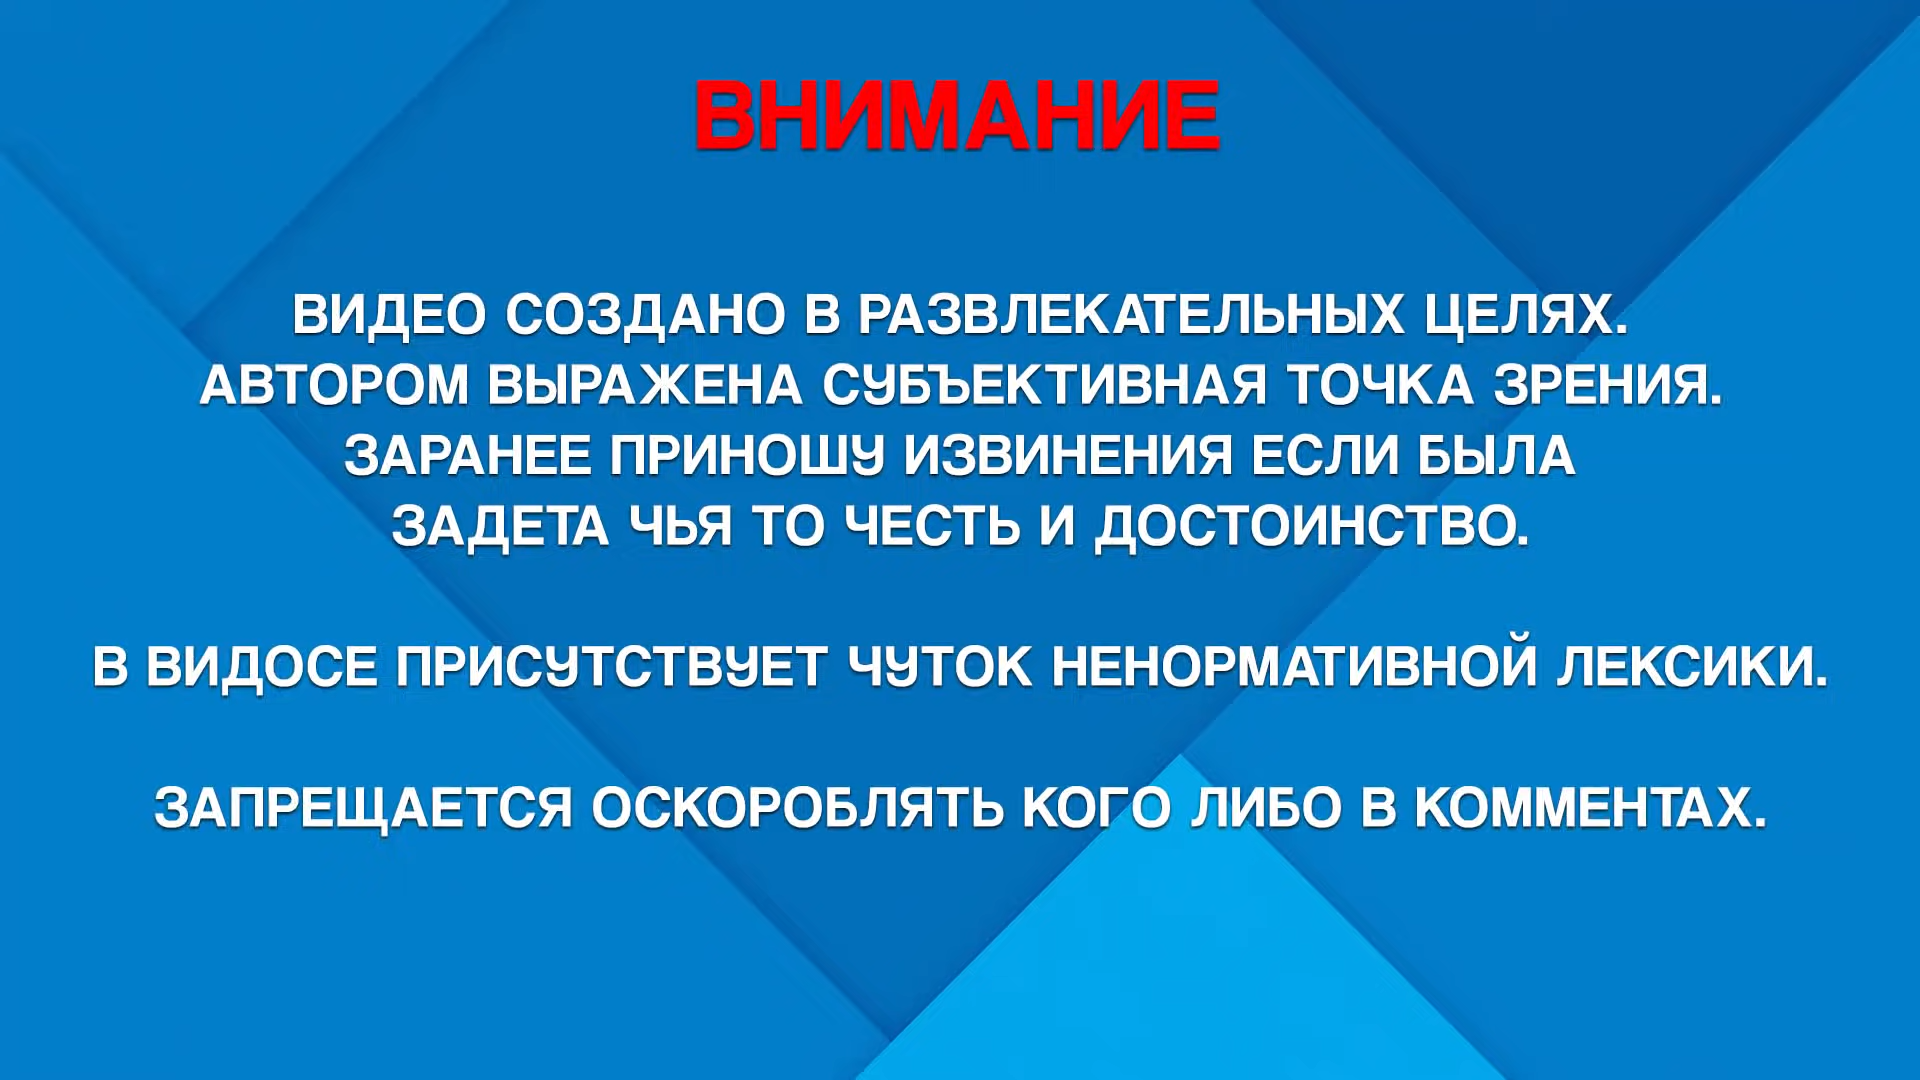 ВНИМАНИЕ
ВИДЕО СОЗДАНО В РАЗВЛЕКАТЕЛЬНЫХ ЦЕЛЯХ.
АВТОРОМ ВЫРАЖЕНА СУБЪЕКТИВНАЯ ТОЧКА ЗРЕНИЯ.
ЗАРАНЕЕ ПРИНОШУ ИЗВИНЕНИЯ ЕСЛИ БЫЛА
ЗАДЕТА ЧЬЯ ТО ЧЕСТЬ И ДОСТОИНСТВО.
В ВИДОСЕ ПРИСУТСТВУЕТ ЧУТОК НЕНОРМАТИВНОЙ ЛЕКСИКИ.
ЗАПРЕЩАЕТСЯ ОСКОРОБЛЯТЬ КОГО ЛИБО В КОММЕНТАХ.